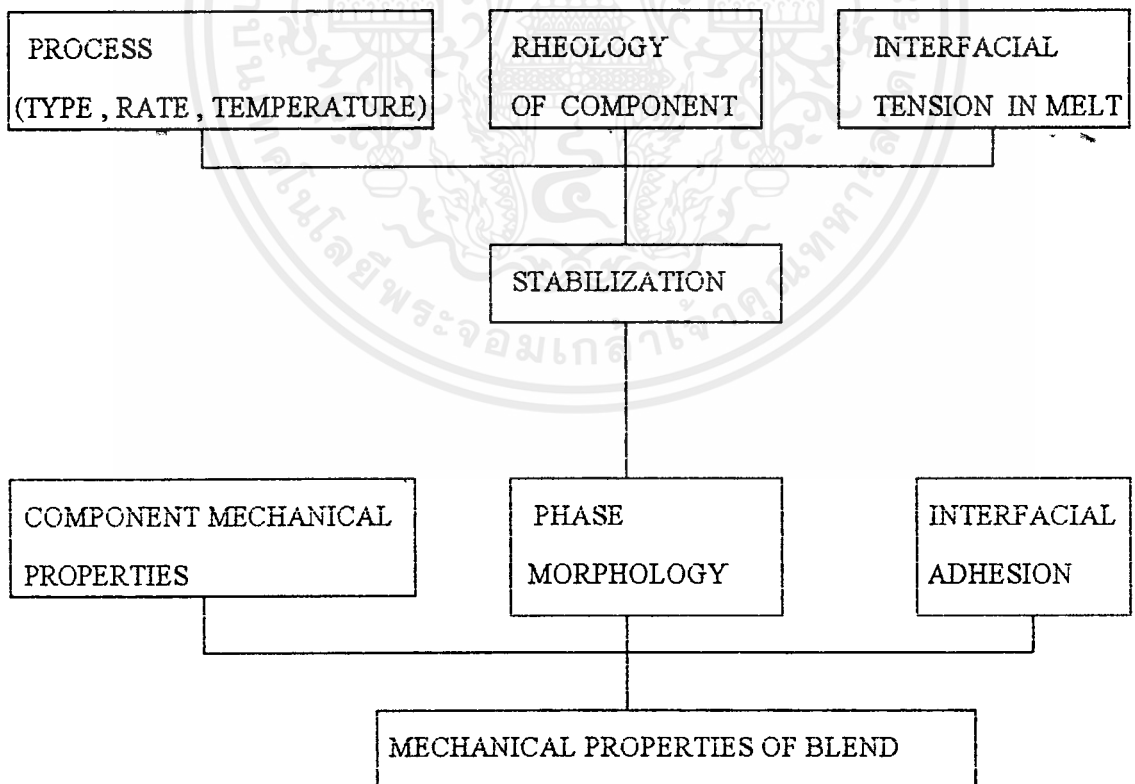 PROCESS
(TYPE , RATE , TEMPERATURE)
RHEOLOGY
OF COMPONENT
INTERFACIAL
TENSION IN MELT
STABILIZATION
COMPONENT MECHANICAL
PROPERTIES
PHASE
MORPHOLOGY
INTERFACIAL
ADHESION
MECHANICAL PROPERTIES OF BLEND